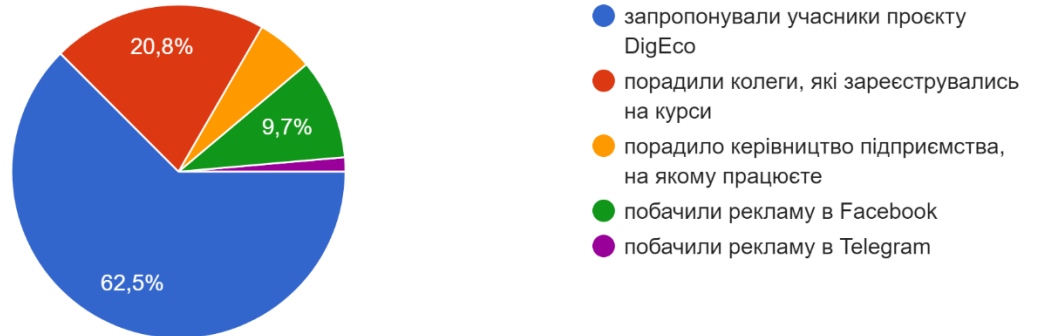 20,8%
9,7%
62,5%
запропонували учасники проєкту
DigEco
порадили колеги, які зареєструвались
на курси
порадило керівництво підприємства,
на якому працюєте
побачили рекламу в Facebook
побачили рекламу в Telegram